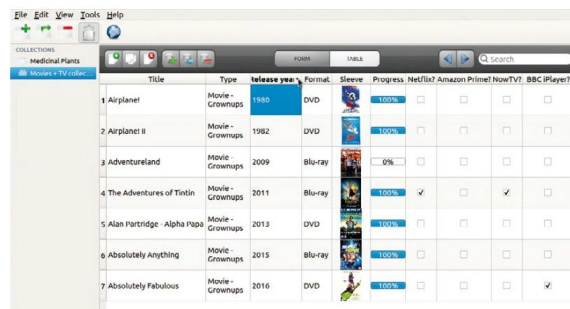 File Edit View Tools Help
COLLECTIONS
Medicinal Plants
Movies + TV collec...
FORM TABLE
Search
Title Type Release year Format Sleeve Progress Netflix? Amazon Prime? NowTV? BBC iPlayer?
1 Airplane! Movie - Grownups 1980 DVD 100%
2 Airplane! II Movie - Grownups 1982 DVD 100%
3 Adventureland Movie - Grownups 2009 Blu-ray 0%
4 The Adventures of Tintin Movie - Grownups 2011 Blu-ray 100%
5 Alan Partridge - Alpha Papa Movie - Grownups 2013 DVD 100%
6 Absolutely Anything Movie - Grownups 2015 Blu-ray 100%
7 Absolutely Fabulous Movie - Grownups 2016 DVD 100%